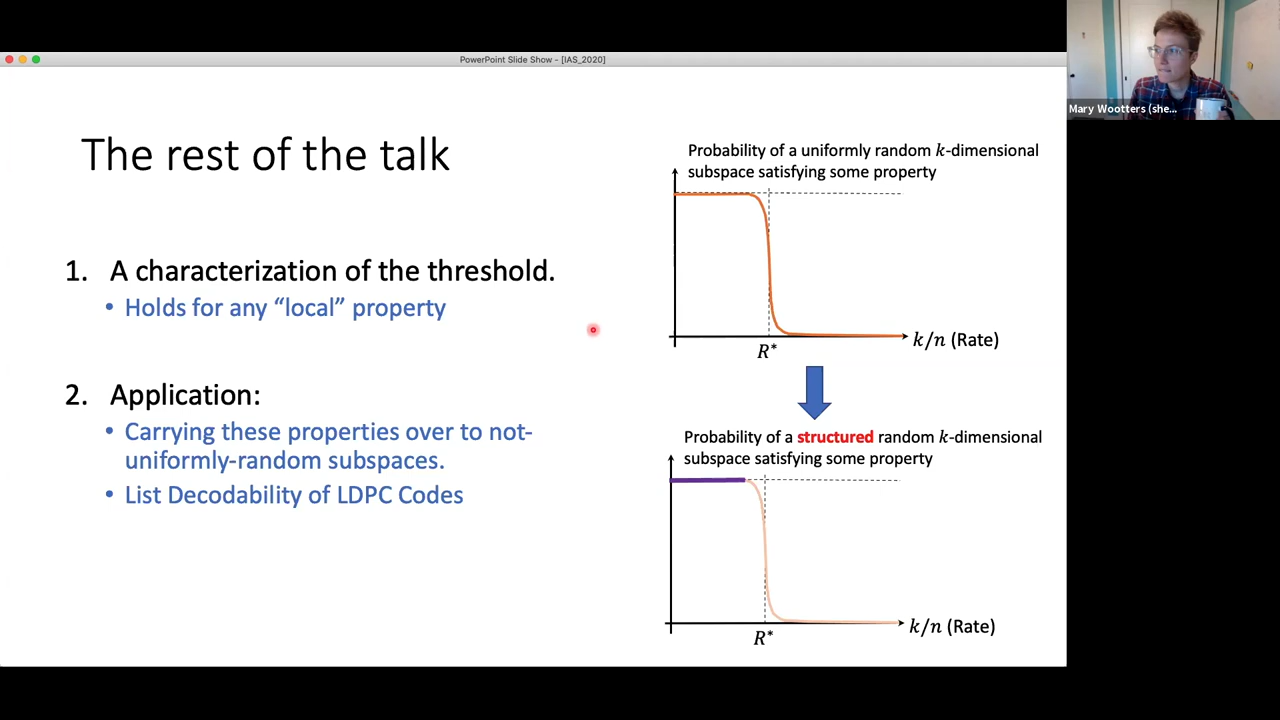 PowerPoint Slide Show - [IAS_2020]
Mary Wootters (she...
The rest of the talk
1. A characterization of the threshold.
• Holds for any “local” property
2. Application:
• Carrying these properties over to not-
uniformly-random subspaces.
• List Decodability of LDPC Codes
Probability of a uniformly random k-dimensional
subspace satisfying some property
k/n (Rate)
R*
Probability of a structured random k-dimensional
subspace satisfying some property
k/n (Rate)
R*